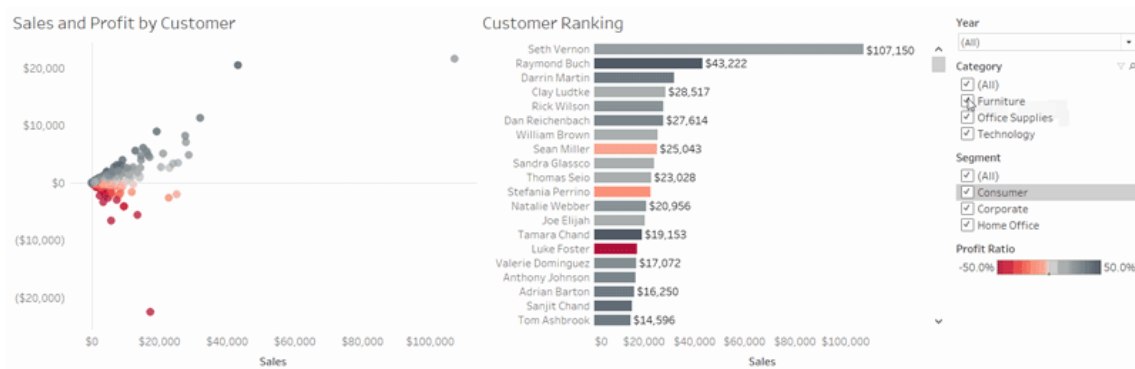 Sales and Profit by Customer
$20,000
$10,000
$0
($10,000)
($20,000)
$0 $20,000 $40,000 $60,000 $80,000 $100,000
Sales
Customer Ranking
Seth Vernon $107,150
Raymond Buch $43,222
Darrin Martin
Clay Ludtke $28,517
Rick Wilson
Dan Reichenbach $27,614
William Brown
Sean Miller $25,043
Sandra Glassco
Thomas Seio $23,028
Stefania Perrino
Natalie Webber $20,956
Joe Elijah
Tamara Chand $19,153
Luke Foster
Valerie Dominguez $17,072
Anthony Johnson
Adrian Barton $16,250
Sanjit Chand
Tom Ashbrook $14,596
$0 $20,000 $40,000 $60,000 $80,000 $100,000
Sales
Year
(All)
Category
(All)
Furniture
Office Supplies
Technology
Segment
(All)
Consumer
Corporate
Home Office
Profit Ratio
-50.0% 50.0%